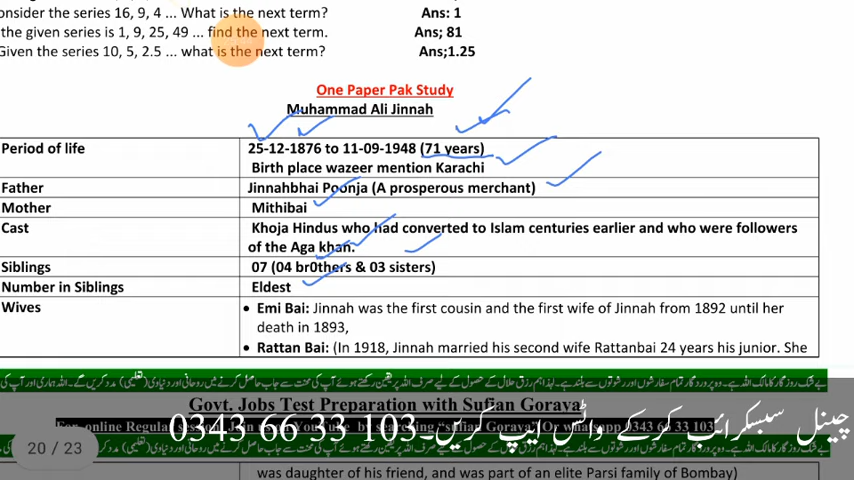 onsider the series 16, 9, 4 ... What is the next term? Ans: 1
the given series is 1, 9, 25, 49 ... find the next term. Ans; 81
Given the series 10, 5, 2.5 ... what is the next term? Ans;1.25
One Paper Pak Study
Muhammad Ali Jinnah
Period of life 25-12-1876 to 11-09-1948 (71 years)
Birth place wazeer mention Karachi
Father Jinnahbhai Poonja (A prosperous merchant)
Mother Mithibai
Cast Khoja Hindus who had converted to Islam centuries earlier and who were followers
of the Aga khan.
Siblings 07 (04 br0thers & 03 sisters)
Number in Siblings Eldest
Wives • Emi Bai: Jinnah was the first cousin and the first wife of Jinnah from 1892 until her
death in 1893,
• Rattan Bai: (In 1918, Jinnah married his second wife Rattanbai 24 years his junior. She
Govt. Jobs Test Preparation with Sufian Goraya
چینل سبسکرائب کرکے واٹس ایپ کریں۔0343 66 33 103
20 / 23
was daughter of his friend, and was part of an elite Parsi family of Bombay)